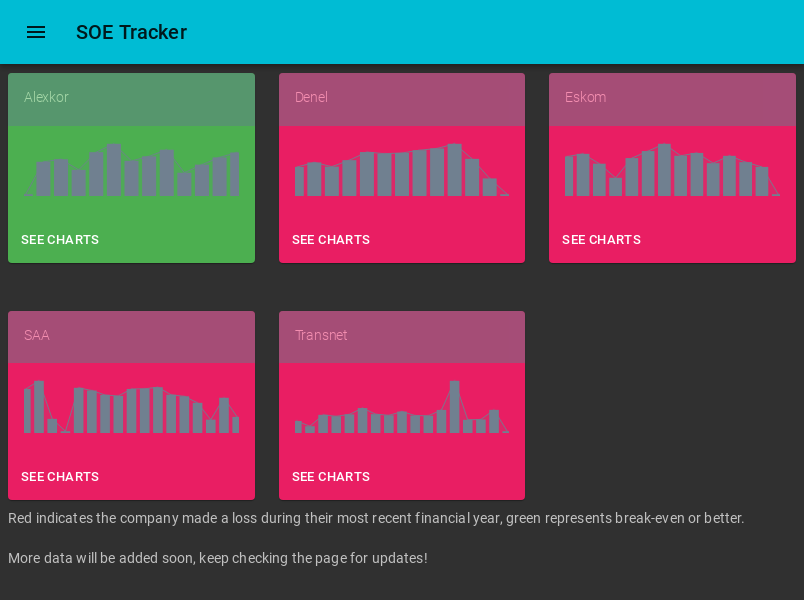 SOE Tracker
Alexkor
Denel
Eskom
SEE CHARTS
SEE CHARTS
SEE CHARTS
SAA
Transnet
SEE CHARTS
SEE CHARTS
Red indicates the company made a loss during their most recent financial year, green represents break-even or better.
More data will be added soon, keep checking the page for updates!